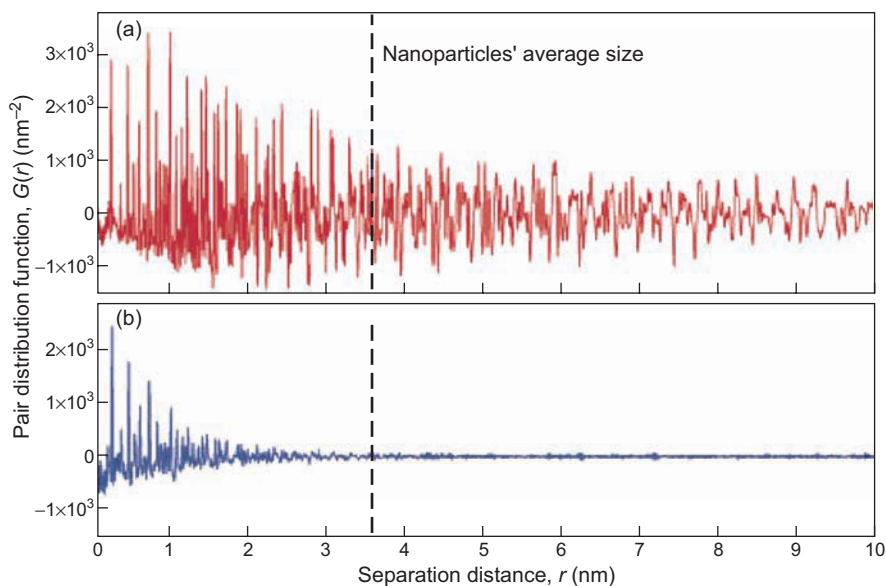 (a)
Nanoparticles' average size
3×10³
2×10³
1×10³
0
−1×10³
(b)
2×10³
1×10³
0
−1×10³
Pair distribution function, G(r) (nm⁻²)
0 1 2 3 4 5 6 7 8 9 10
Separation distance, r (nm)